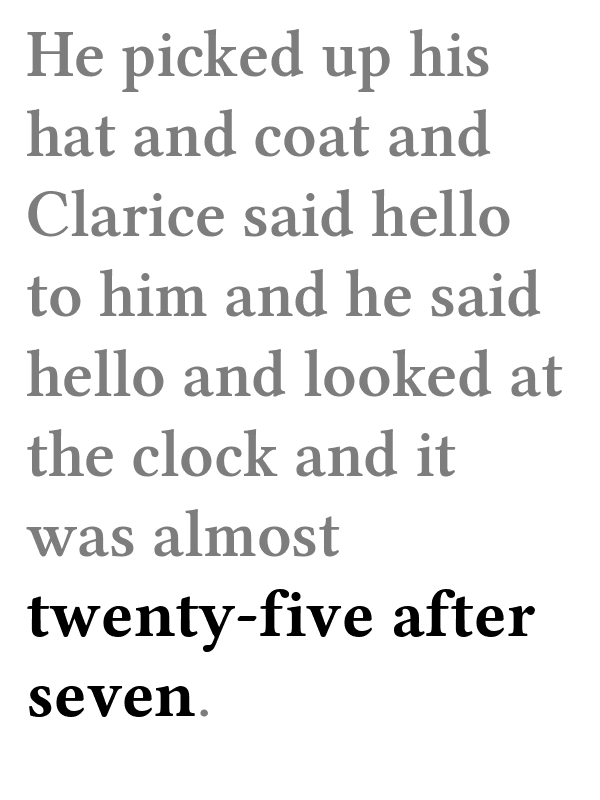 He picked up his
hat and coat and
Clarice said hello
to him and he said
hello and looked at
the clock and it
was almost
twenty-five after
seven.